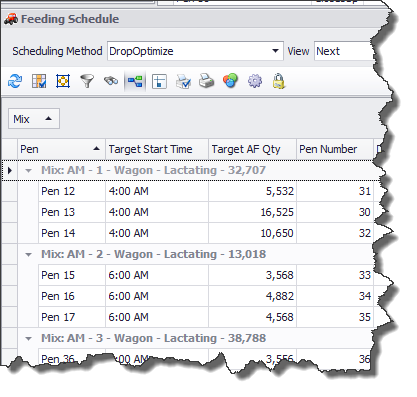 Feeding Schedule
Scheduling Method DropOptimize View Next
Mix
Pen Target Start Time Target AF Qty Pen Number
Mix: AM - 1 - Wagon - Lactating - 32,707
Pen 12 4:00 AM 5,532 31
Pen 13 4:00 AM 16,525 30
Pen 14 4:00 AM 10,650 32
Mix: AM - 2 - Wagon - Lactating - 13,018
Pen 15 6:00 AM 3,568 33
Pen 16 6:00 AM 4,882 34
Pen 17 6:00 AM 4,568 35
Mix: AM - 3 - Wagon - Lactating - 38,788
Pen 36 :00 AM 3,556 36